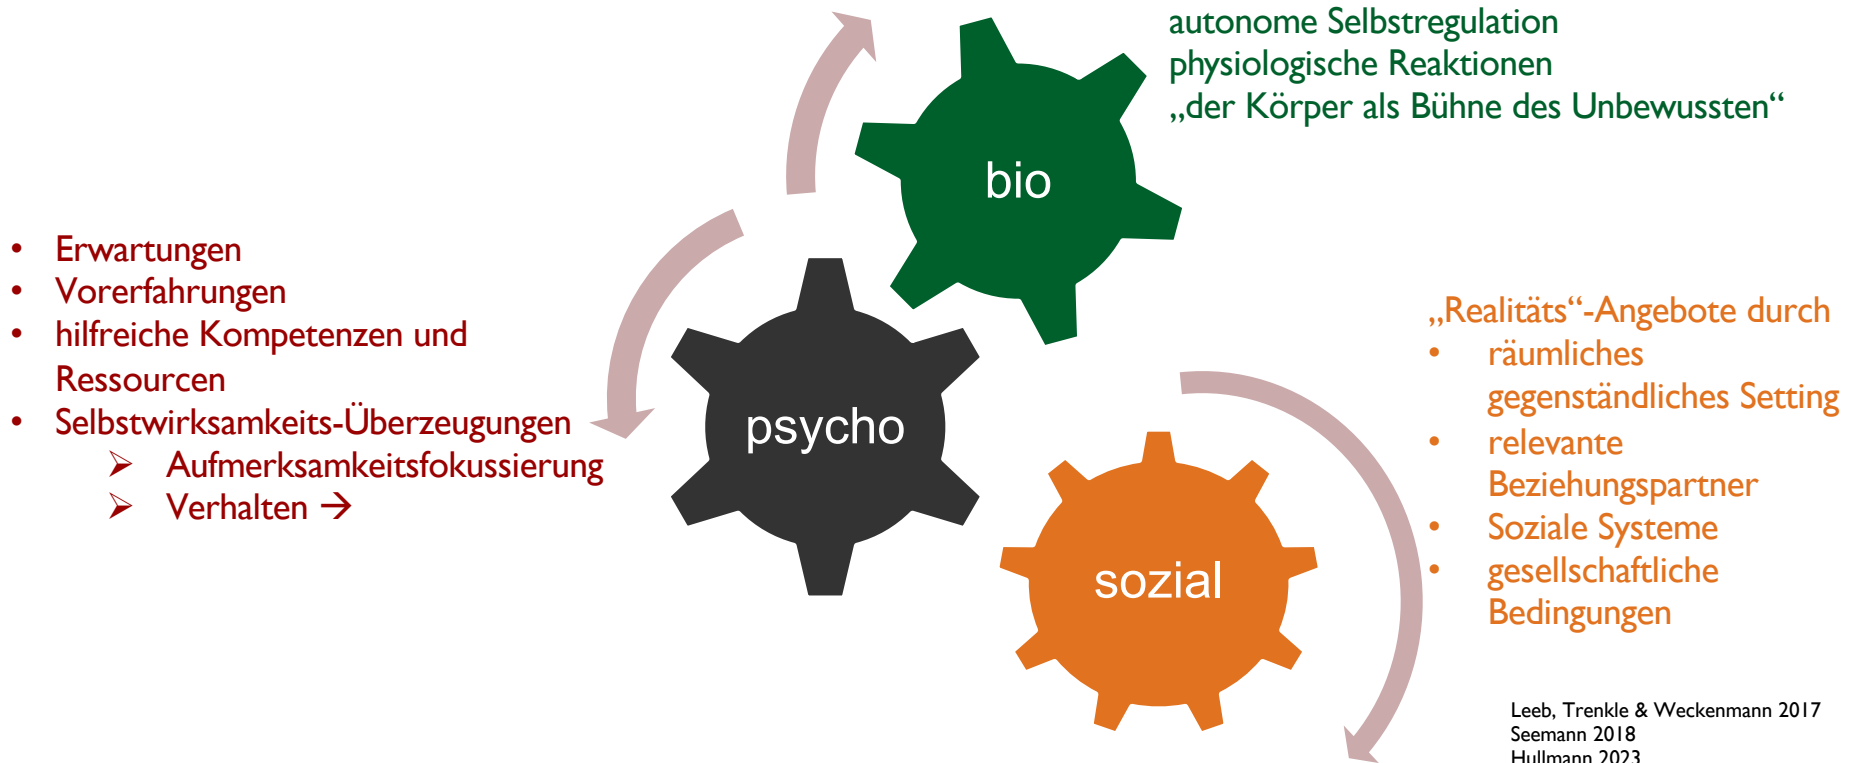 autonome Selbstregulation
physiologische Reaktionen
„der Körper als Bühne des Unbewussten“
bio
• Erwartungen
• Vorerfahrungen
• hilfreiche Kompetenzen und
Ressourcen
• Selbstwirksamkeits-Überzeugungen
➢ Aufmerksamkeitsfokussierung
➢ Verhalten →
psycho
„Realitäts“-Angebote durch
• räumliches
gegenständliches Setting
• relevante
Beziehungspartner
• Soziale Systeme
• gesellschaftliche
Bedingungen
sozial
Leeb, Trenkle & Weckenmann 2017
Seemann 2018
Hullmann 2023